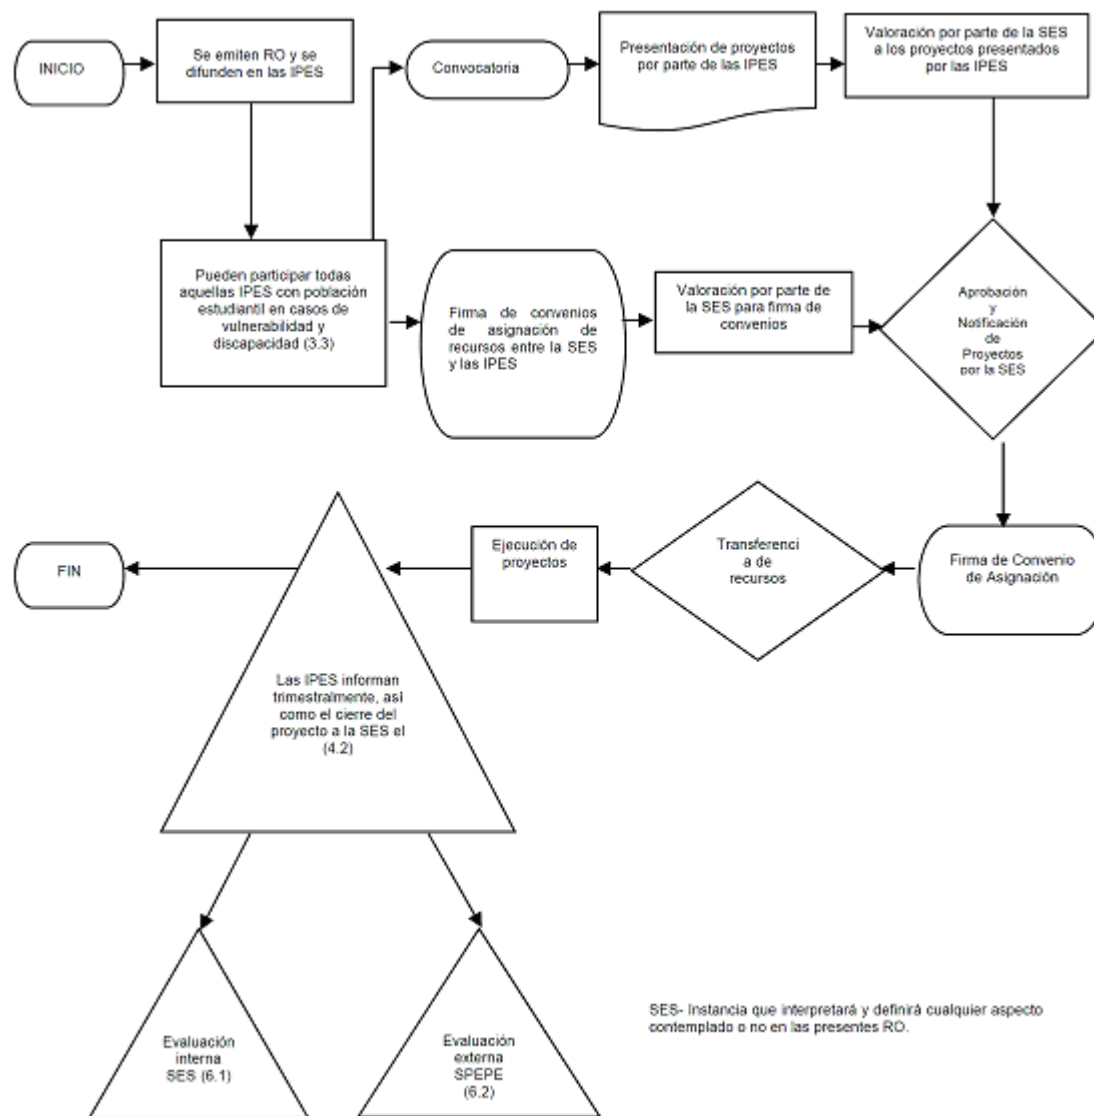 INICIO
Se emiten RO y se
difunden en las IPES
Convocatoria
Presentación de proyectos
por parte de las IPES
Valoración por parte de la SES
a los proyectos presentados
por las IPES
Pueden participar todas
aquellas IPES con población
estudiantil en casos de
vulnerabilidad y
discapacidad (3.3)
Firma de convenios
de asignación de
recursos entre la SES
y las IPES
Valoración por parte de
la SES para firma de
convenios
Aprobación
y
Notificación
de
Proyectos
por la SES
FIN
Ejecución de
proyectos
Transferenci
a de
recursos
Firma de Convenio
de Asignación
Las IPES informan
trimestralmente, así
como el cierre del
proyecto a la SES el
(4.2)
Evaluación
interna
SES (6.1)
Evaluación
externa
SPEPE
(6.2)
SES- Instancia que interpretará y definirá cualquier aspecto
contemplado o no en las presentes RO.